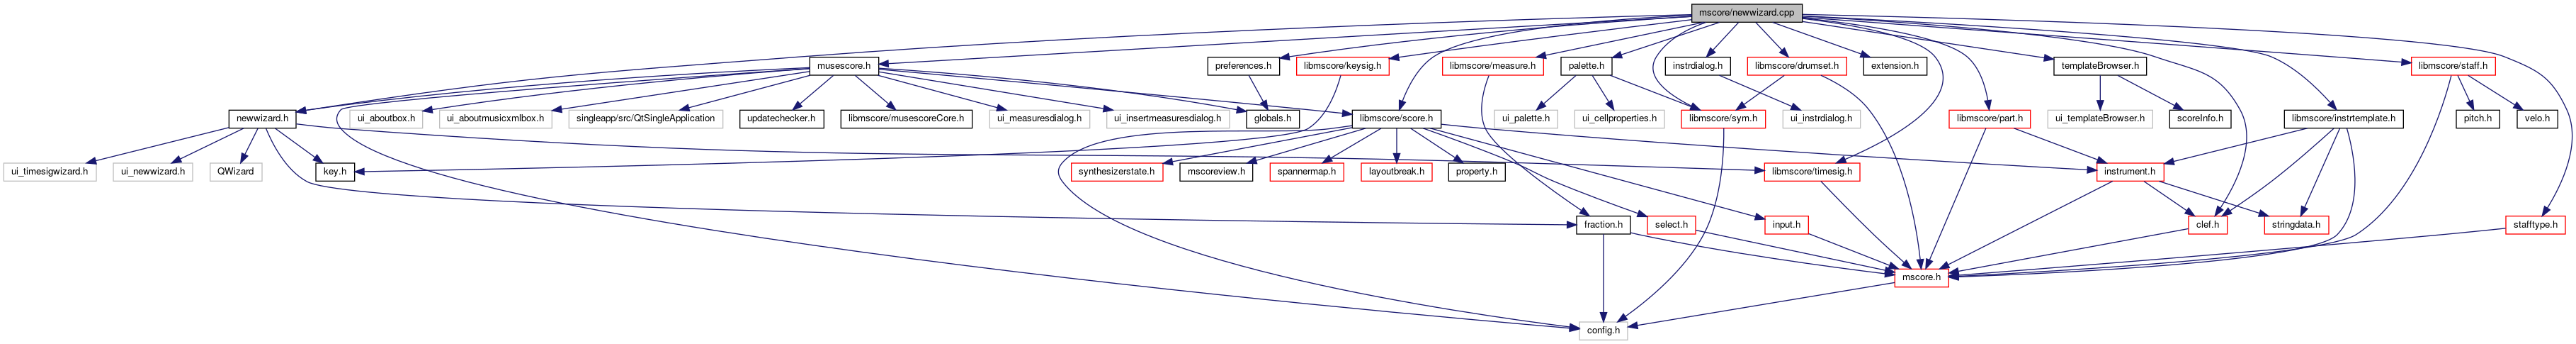 mscore/newwizard.cpp
musescore.h
preferences.h
libmscore/keysig.h
libmscore/measure.h
palette.h
instrdialog.h
libmscore/drumset.h
extension.h
templateBrowser.h
libmscore/staff.h
newwizard.h
ui_aboutbox.h
ui_aboutmusicxmlbox.h
singleapp/src/QtSingleApplication
updatechecker.h
libmscore/musescoreCore.h
ui_measuresdialog.h
ui_insertmeasuresdialog.h
globals.h
libmscore/score.h
ui_palette.h
ui_cellproperties.h
libmscore/sym.h
ui_instrdialog.h
libmscore/part.h
ui_templateBrowser.h
scoreInfo.h
libmscore/instrtemplate.h
pitch.h
velo.h
ui_timesigwizard.h
ui_newwizard.h
QWizard
key.h
synthesizerstate.h
mscoreview.h
spannermap.h
layoutbreak.h
property.h
libmscore/timesig.h
instrument.h
fraction.h
select.h
input.h
clef.h
stringdata.h
stafftype.h
mscore.h
config.h